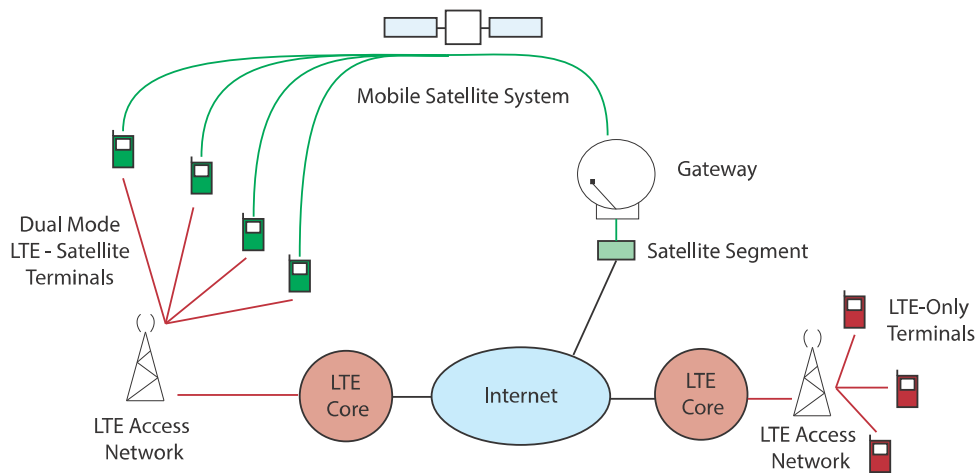 Mobile Satellite System
Gateway
Dual Mode
LTE - Satellite
Terminals
Satellite Segment
LTE-Only
Terminals
LTE
Core
Internet
LTE
Core
LTE Access
Network
LTE Access
Network